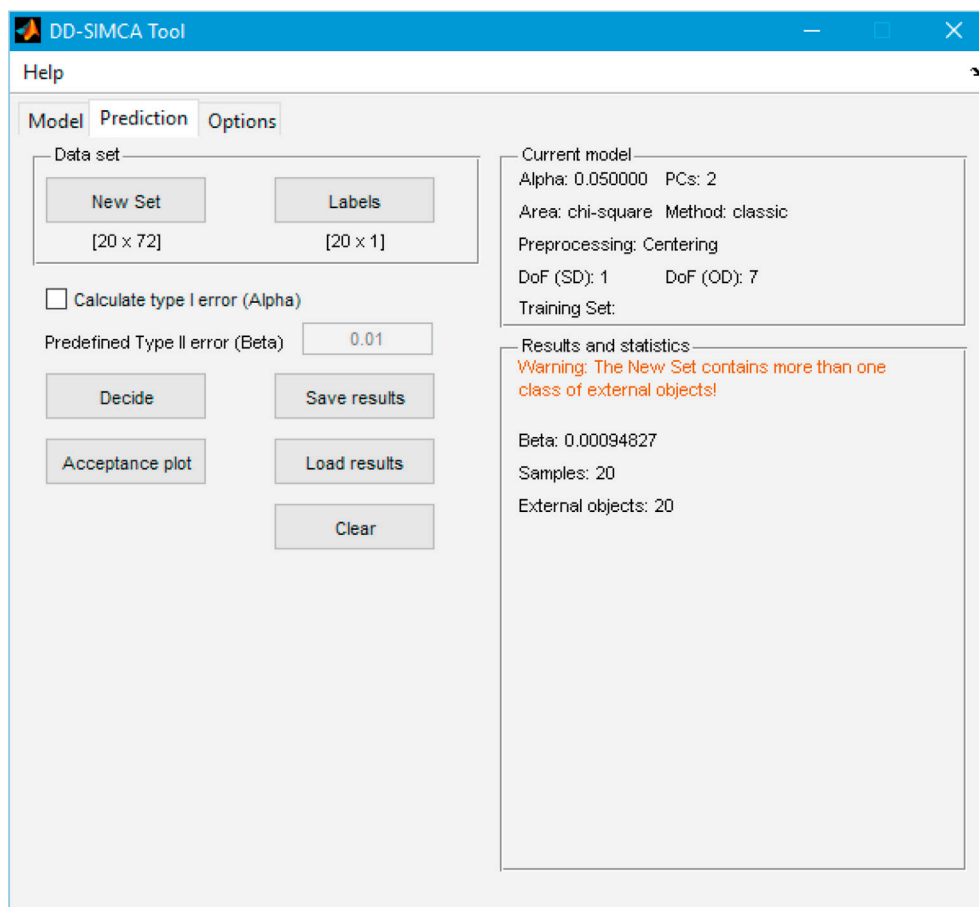 DD-SIMCA Tool
Help
Model Prediction Options
Data set
New Set Labels
[20 x 72] [20 x 1]
Calculate type I error (Alpha)
Predefined Type II error (Beta) 0.01
Decide Save results
Acceptance plot Load results
Clear
Current model
Alpha: 0.050000 PCs: 2
Area: chi-square Method: classic
Preprocessing: Centering
DoF (SD): 1 DoF (OD): 7
Training Set:
Results and statistics
Warning: The New Set contains more than one
class of external objects!
Beta: 0.00094827
Samples: 20
External objects: 20